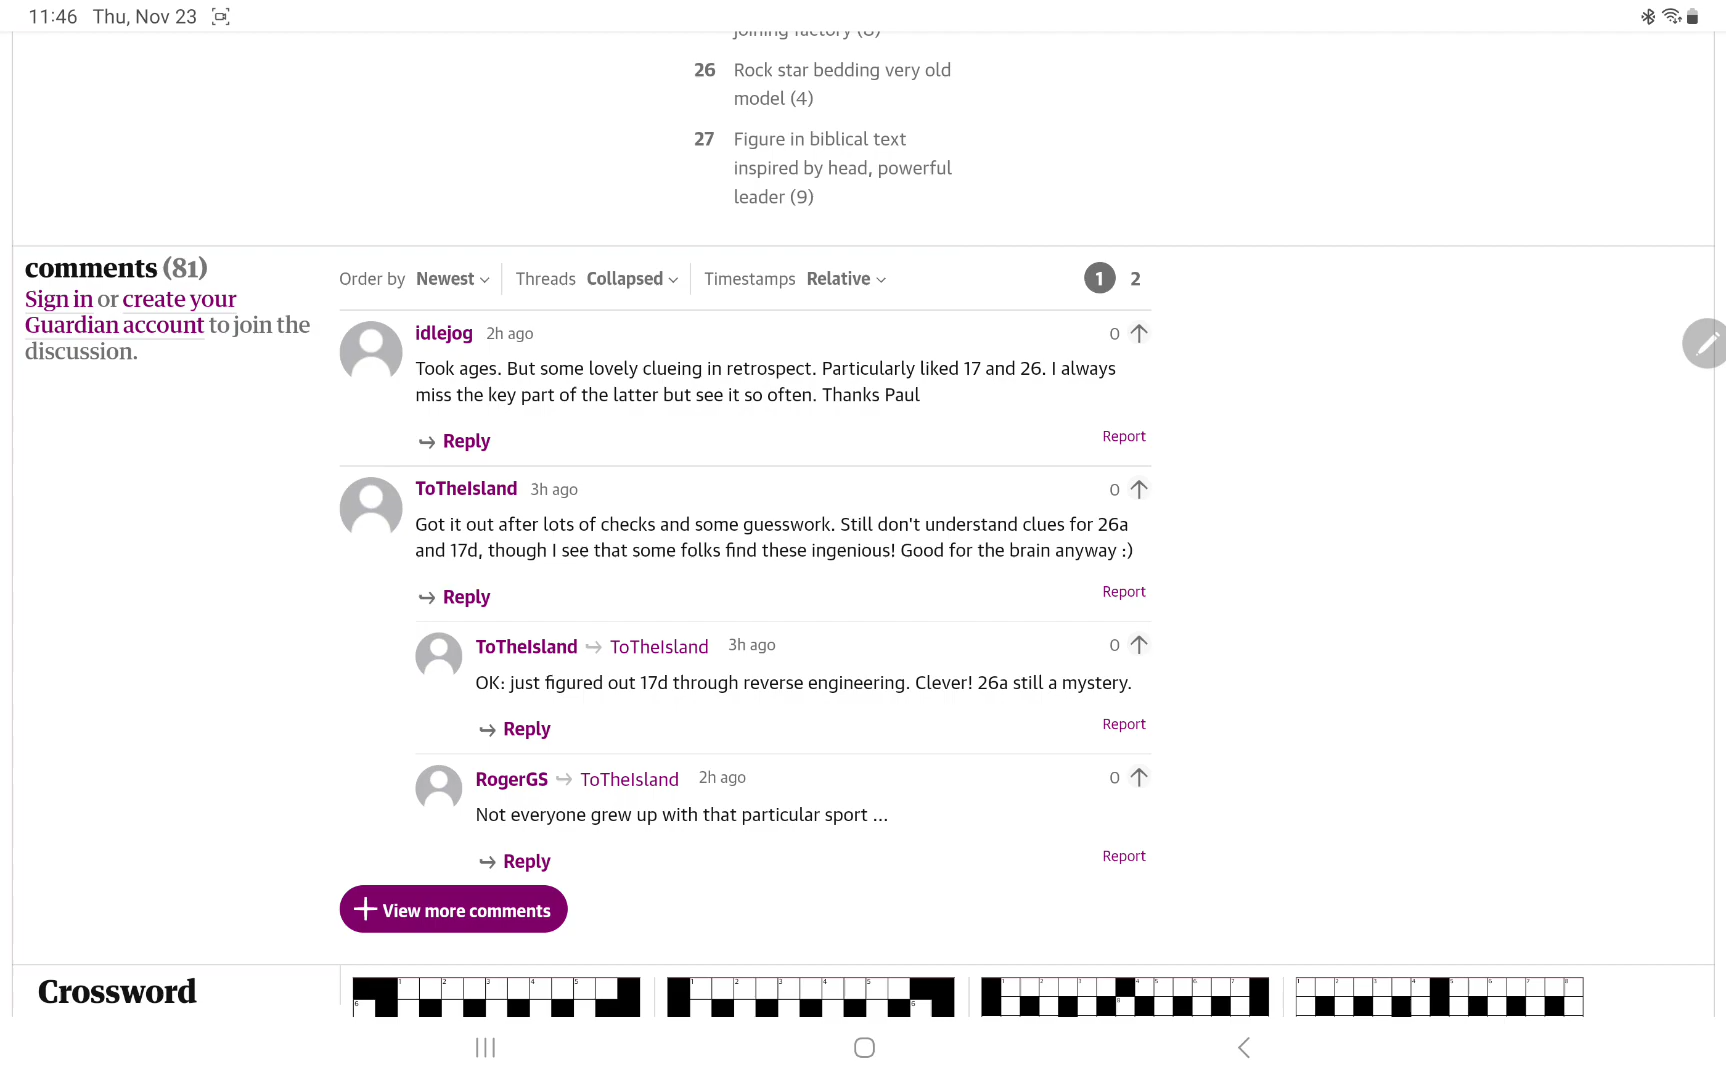 11:46 Thu, Nov 23
joining factory (8)
26 Rock star bedding very old
model (4)
27 Figure in biblical text
inspired by head, powerful
leader (9)
comments (81)
Sign in or create your
Guardian account to join the
discussion.
Order by Newest Threads Collapsed Timestamps Relative 1 2
idlejog 2h ago 0
Took ages. But some lovely clueing in retrospect. Particularly liked 17 and 26. I always
miss the key part of the latter but see it so often. Thanks Paul
Reply Report
ToTheIsland 3h ago 0
Got it out after lots of checks and some guesswork. Still don't understand clues for 26a
and 17d, though I see that some folks find these ingenious! Good for the brain anyway :)
Reply Report
ToTheIsland ToTheIsland 3h ago 0
OK: just figured out 17d through reverse engineering. Clever! 26a still a mystery.
Reply Report
RogerGS ToTheIsland 2h ago 0
Not everyone grew up with that particular sport ...
Reply Report
View more comments
Crossword